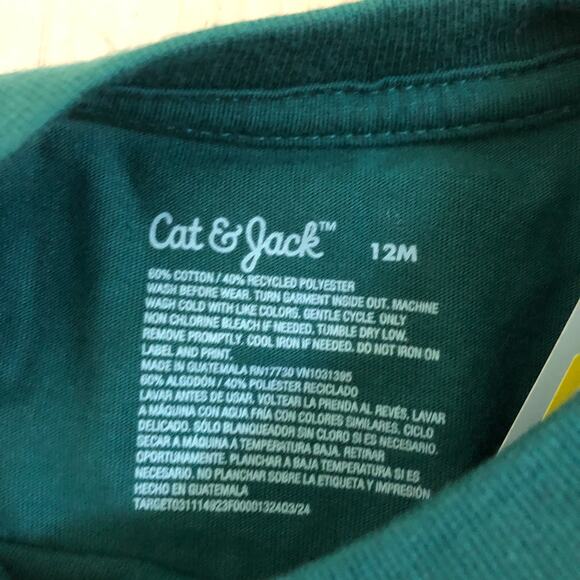 Cat & Jack™ 12M
60% COTTON / 40% RECYCLED POLYESTER
WASH BEFORE WEAR. TURN GARMENT INSIDE OUT. MACHINE
WASH COLD WITH LIKE COLORS. GENTLE CYCLE. ONLY
NON CHLORINE BLEACH IF NEEDED. TUMBLE DRY LOW.
REMOVE PROMPTLY. COOL IRON IF NEEDED. DO NOT IRON ON
LABEL AND PRINT.
MADE IN GUATEMALA RN17730 VN1031395
60% ALGODÓN / 40% POLIÉSTER RECICLADO
LAVAR ANTES DE USAR. VOLTEAR LA PRENDA AL REVÉS. LAVAR
A MÁQUINA CON AGUA FRÍA CON COLORES SIMILARES. CICLO
DELICADO. SÓLO BLANQUEADOR SIN CLORO SI ES NECESARIO.
SECAR A MÁQUINA A TEMPERATURA BAJA. RETIRAR
OPORTUNAMENTE. PLANCHAR A BAJA TEMPERATURA SI ES
NECESARIO. NO PLANCHAR SOBRE LA ETIQUETA Y IMPRESIÓN
HECHO EN GUATEMALA
TARGET031114923F0000132403/24